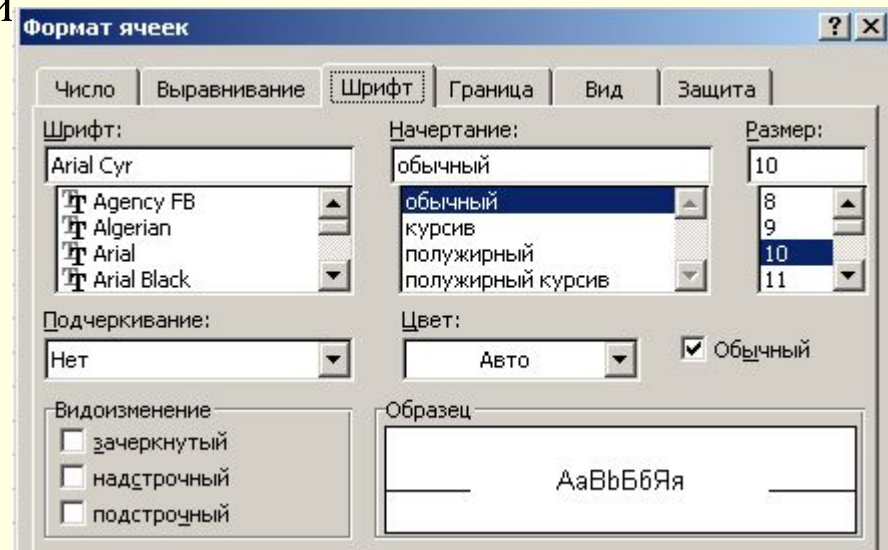 и
Формат ячеек
Число Выравнивание Шрифт Граница Вид Защита
Шрифт: Начертание: Размер:
Arial Cyr обычный 10
Agency FB обычный 8
Algerian курсив 9
Arial полужирный 10
Arial Black полужирный курсив 11
Подчеркивание: Цвет:
Нет Авто Обычный
Видоизменение Образец
зачеркнутый
надстрочный АаВbБбЯя
подстрочный